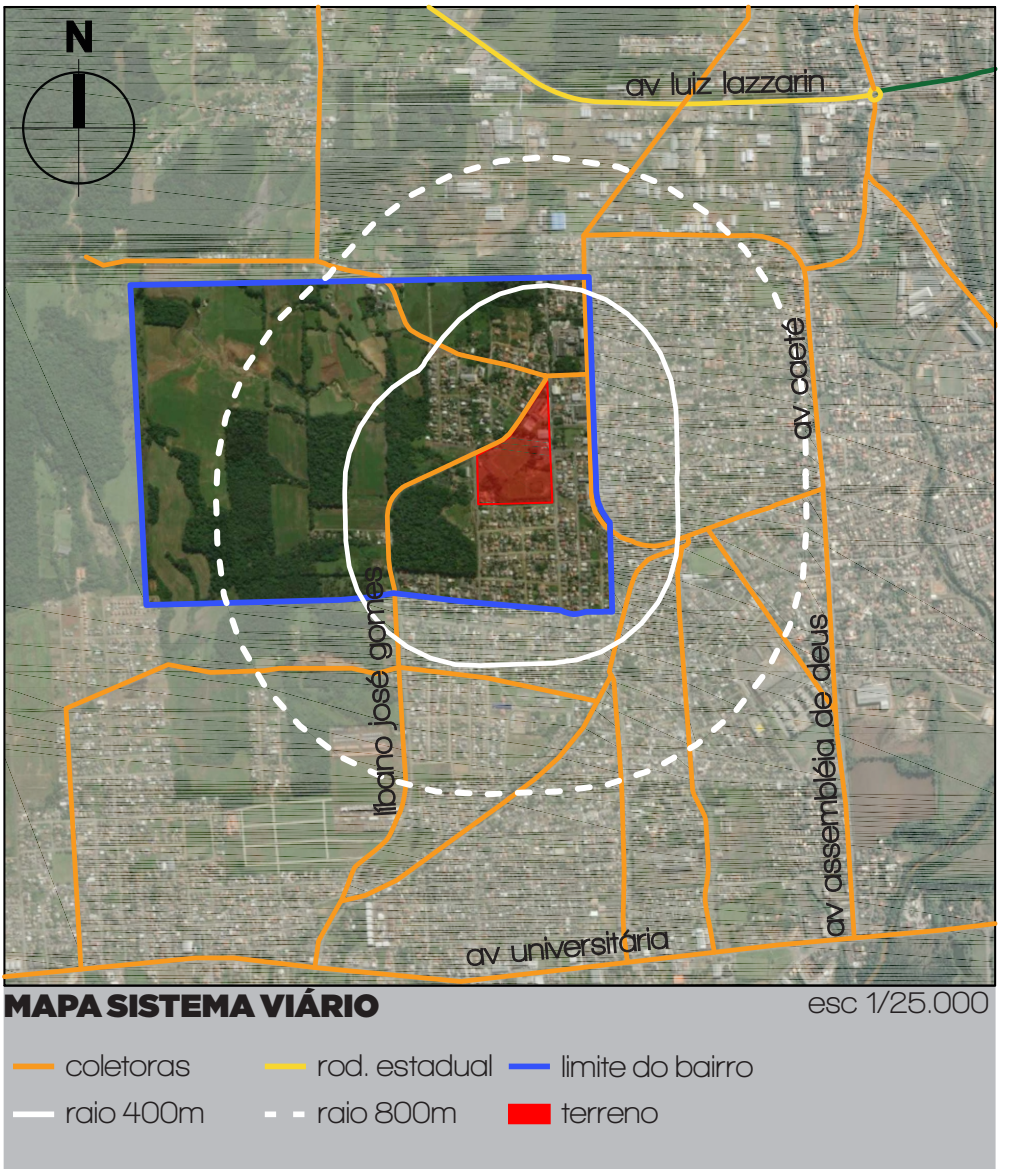 N
av luiz lazzarin
av caeté
líbano josé gomes
av assembléia de deus
av universitária
MAPA SISTEMA VIÁRIO
esc 1/25.000
coletoras
rod. estadual
limite do bairro
raio 400m
raio 800m
terreno